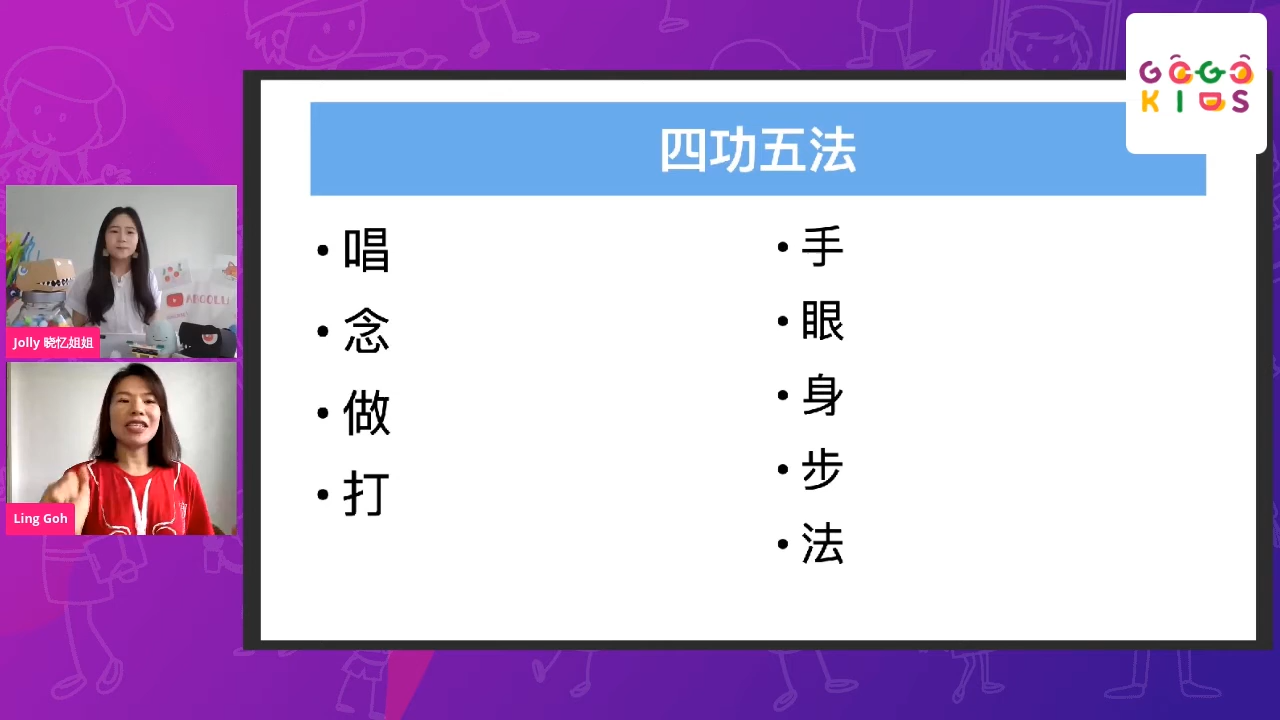 GOGO
KIDS
四功五法
• 唱
• 念
• 做
• 打
• 手
• 眼
• 身
• 步
• 法
Jolly 晓忆姐姐
Ling Goh